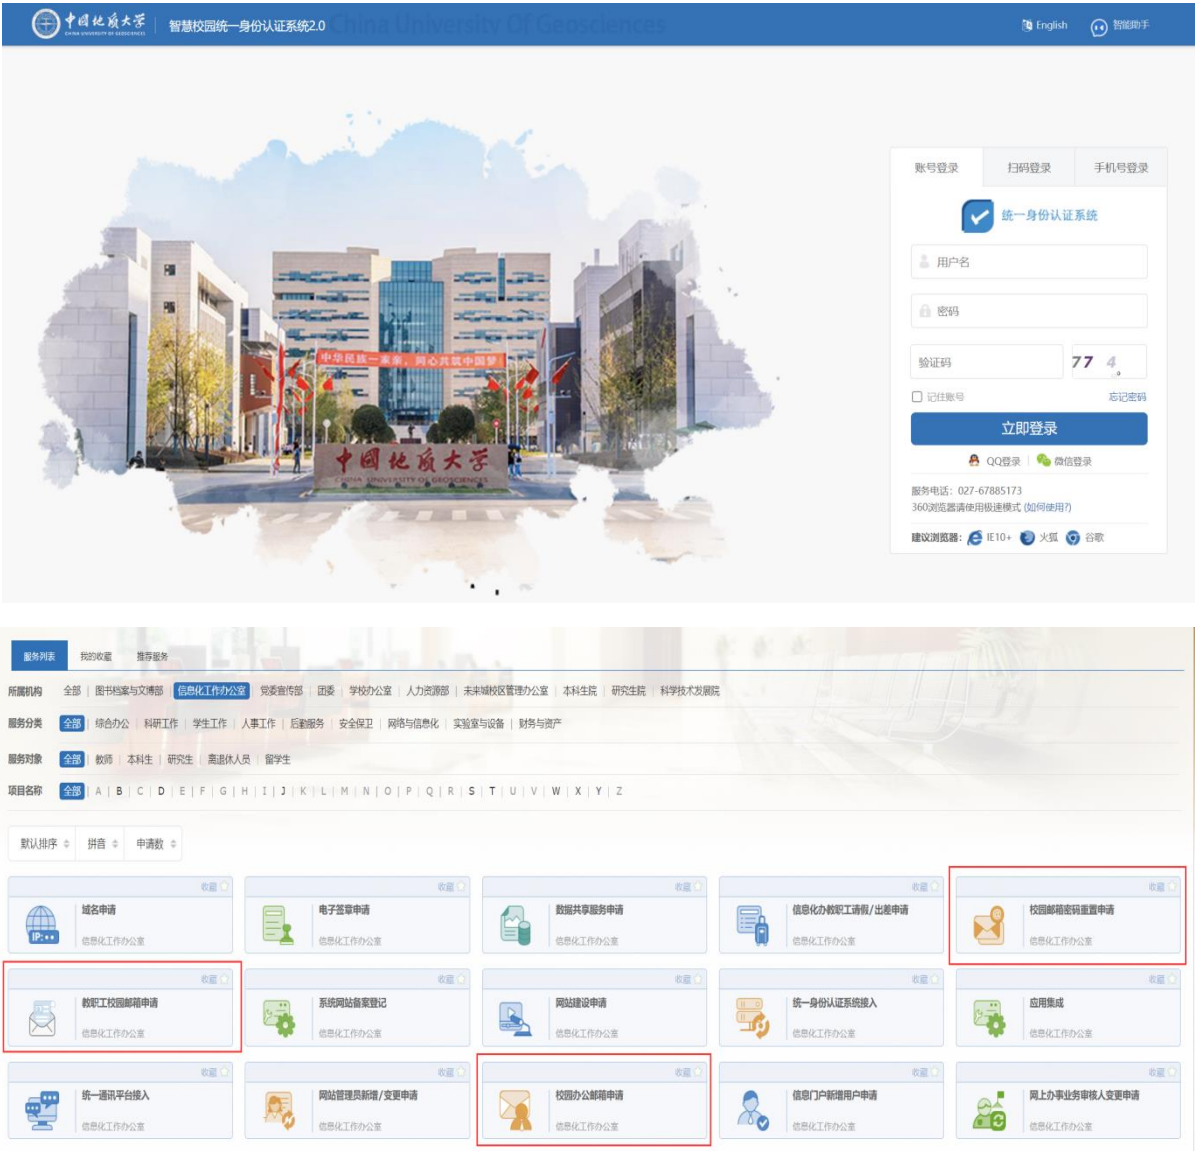 中国地质大学
CHINA UNIVERSITY OF GEOSCIENCES
智慧校园统一身份认证系统2.0
China University Of Geosciences
English
智能助手
账号登录 扫码登录 手机号登录
统一身份认证系统
用户名
密码
验证码 77 4
记住账号 忘记密码
立即登录
QQ登录 | 微信登录
服务电话：027-67885173
360浏览器请使用极速模式 (如何使用?)
建议浏览器： IE10+ 火狐 谷歌
中华民族一家亲，同心共筑中国梦
中国地质大学
CHINA UNIVERSITY OF GEOSCIENCES
服务列表 我的收藏 推荐服务
所属机构 全部 | 图书档案与文博部 | 信息化工作办公室 | 党委宣传部 | 团委 | 学校办公室 | 人力资源部 | 未来城校区管理办公室 | 本科生院 | 研究生院 | 科学技术发展院
服务分类 全部 | 综合办公 | 科研工作 | 学生工作 | 人事工作 | 后勤服务 | 安全保卫 | 网络与信息化 | 实验室与设备 | 财务与资产
服务对象 全部 | 教师 | 本科生 | 研究生 | 离退休人员 | 留学生
项目名称 全部 | A | B | C | D | E | F | G | H | I | J | K | L | M | N | O | P | Q | R | S | T | U | V | W | X | Y | Z
默认排序 拼音 申请数
收藏 收藏 收藏 收藏 收藏
域名申请 电子签章申请 数据共享服务申请 信息化办教职工请假/出差申请 校园邮箱密码重置申请
IP:
信息化工作办公室 信息化工作办公室 信息化工作办公室 信息化工作办公室 信息化工作办公室
收藏 收藏 收藏 收藏 收藏
教职工校园邮箱申请 系统网站备案登记 网站建设申请 统一身份认证系统接入 应用集成
信息化工作办公室 信息化工作办公室 信息化工作办公室 信息化工作办公室 信息化工作办公室
收藏 收藏 收藏 收藏 收藏
统一通讯平台接入 网站管理员新增/变更申请 校园办公邮箱申请 信息门户新增用户申请 网上办事业务审核人变更申请
信息化工作办公室 信息化工作办公室 信息化工作办公室 信息化工作办公室 信息化工作办公室